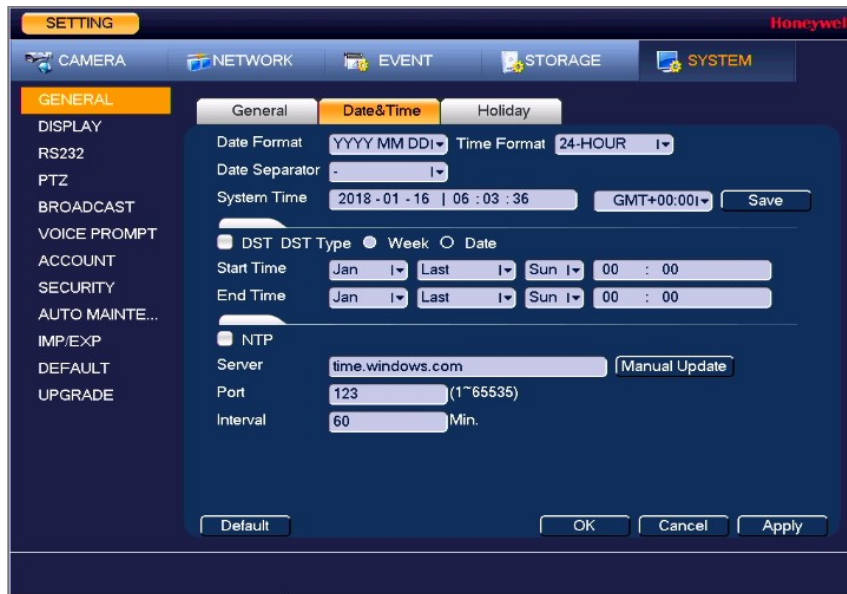 SETTING
Honeywell
CAMERA NETWORK EVENT STORAGE SYSTEM
GENERAL
DISPLAY
RS232
PTZ
BROADCAST
VOICE PROMPT
ACCOUNT
SECURITY
AUTO MAINTE...
IMP/EXP
DEFAULT
UPGRADE
General Date&Time Holiday
Date Format YYYY MM DD Time Format 24-HOUR
Date Separator -
System Time 2018 - 01 - 16 | 06 : 03 : 36 GMT+00:00 Save
DST DST Type Week Date
Start Time Jan Last Sun 00 : 00
End Time Jan Last Sun 00 : 00
NTP
Server time.windows.com Manual Update
Port 123 (1~65535)
Interval 60 Min.
Default OK Cancel Apply